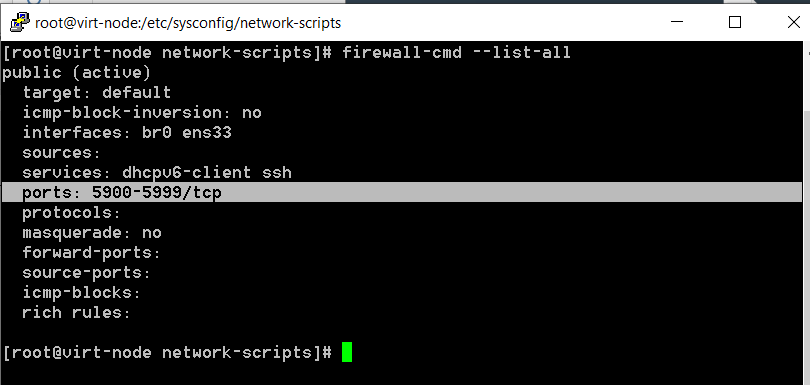 root@virt-node:/etc/sysconfig/network-scripts
[root@virt-node network-scripts]# firewall-cmd --list-all
public (active)
  target: default
  icmp-block-inversion: no
  interfaces: br0 ens33
  sources:
  services: dhcpv6-client ssh
  ports: 5900-5999/tcp
  protocols:
  masquerade: no
  forward-ports:
  source-ports:
  icmp-blocks:
  rich rules:
[root@virt-node network-scripts]#